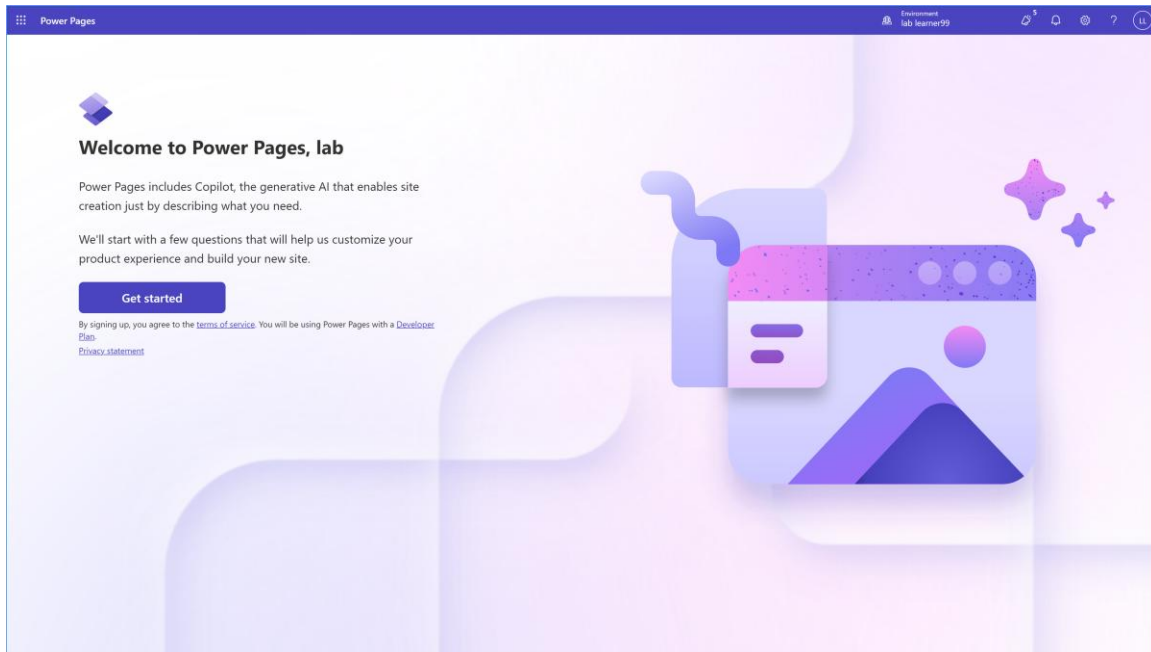 Power Pages
Environment
lab learner99
5
?
LL
Welcome to Power Pages, lab
Power Pages includes Copilot, the generative AI that enables site
creation just by describing what you need.
We'll start with a few questions that will help us customize your
product experience and build your new site.
Get started
By signing up, you agree to the terms of service. You will be using Power Pages with a Developer
Plan.
Privacy statement